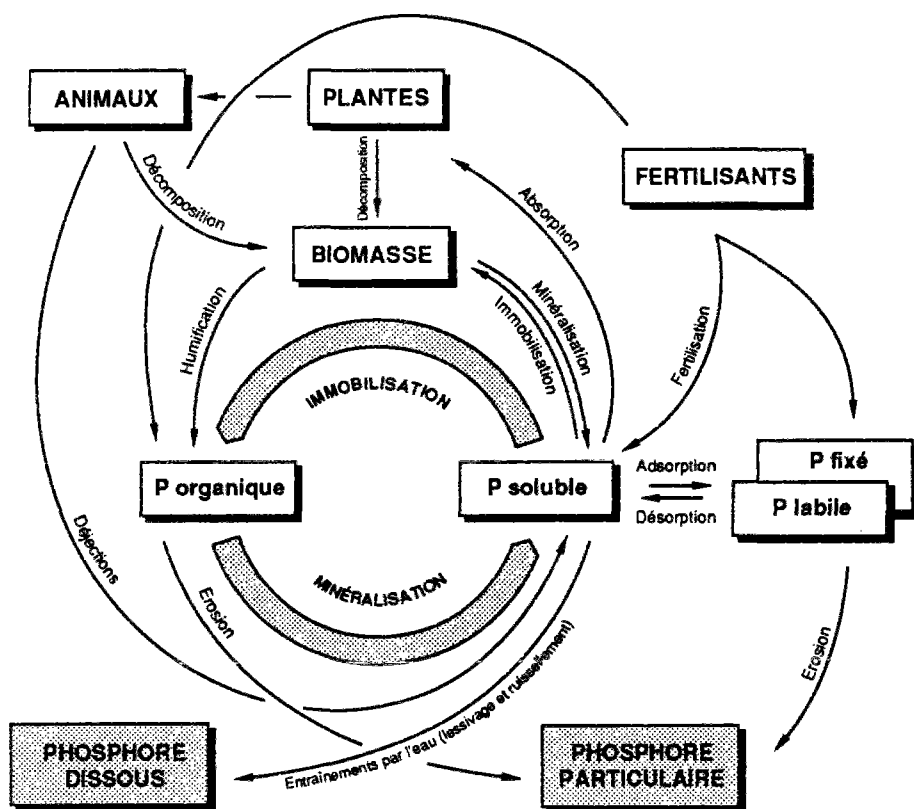 ANIMAUX
PLANTES
FERTILISANTS
Décomposition
Décomposition
Absorption
BIOMASSE
Humification
Minéralisation
Immobilisation
Fertilisation
IMMOBILISATION
P organique
P soluble
Adsorption
Désorption
P fixé
P labile
MINÉRALISATION
Déjections
Erosion
Erosion
Entraînements par l'eau (lessivage et ruissellement)
PHOSPHORE
DISSOUS
PHOSPHORE
PARTICULAIRE